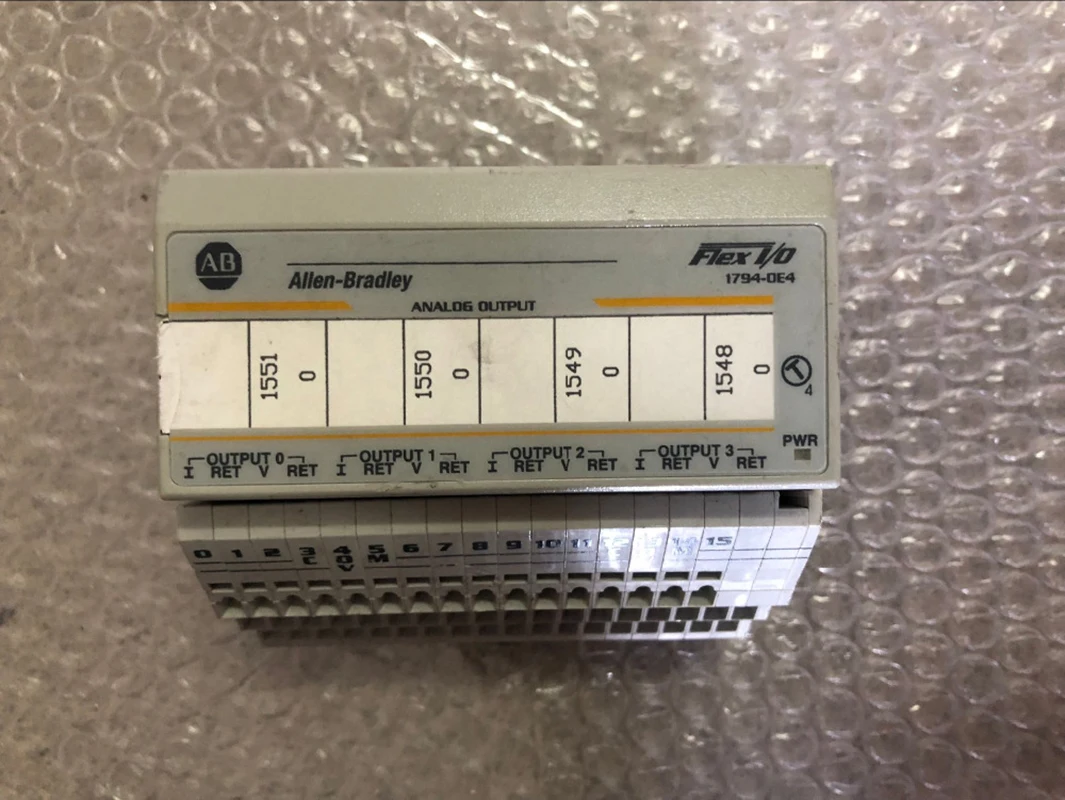 AB
Allen-Bradley
Flex I/O
1794-OE4
ANALOG OUTPUT
1551 0
1550 0
1549 0
1548 0
4
PWR
OUTPUT 0 OUTPUT 1 OUTPUT 2 OUTPUT 3
I RET V RET I RET V RET I RET V RET I RET V RET
0 1 2 3 4 5 6 7 8 9 10 11 15